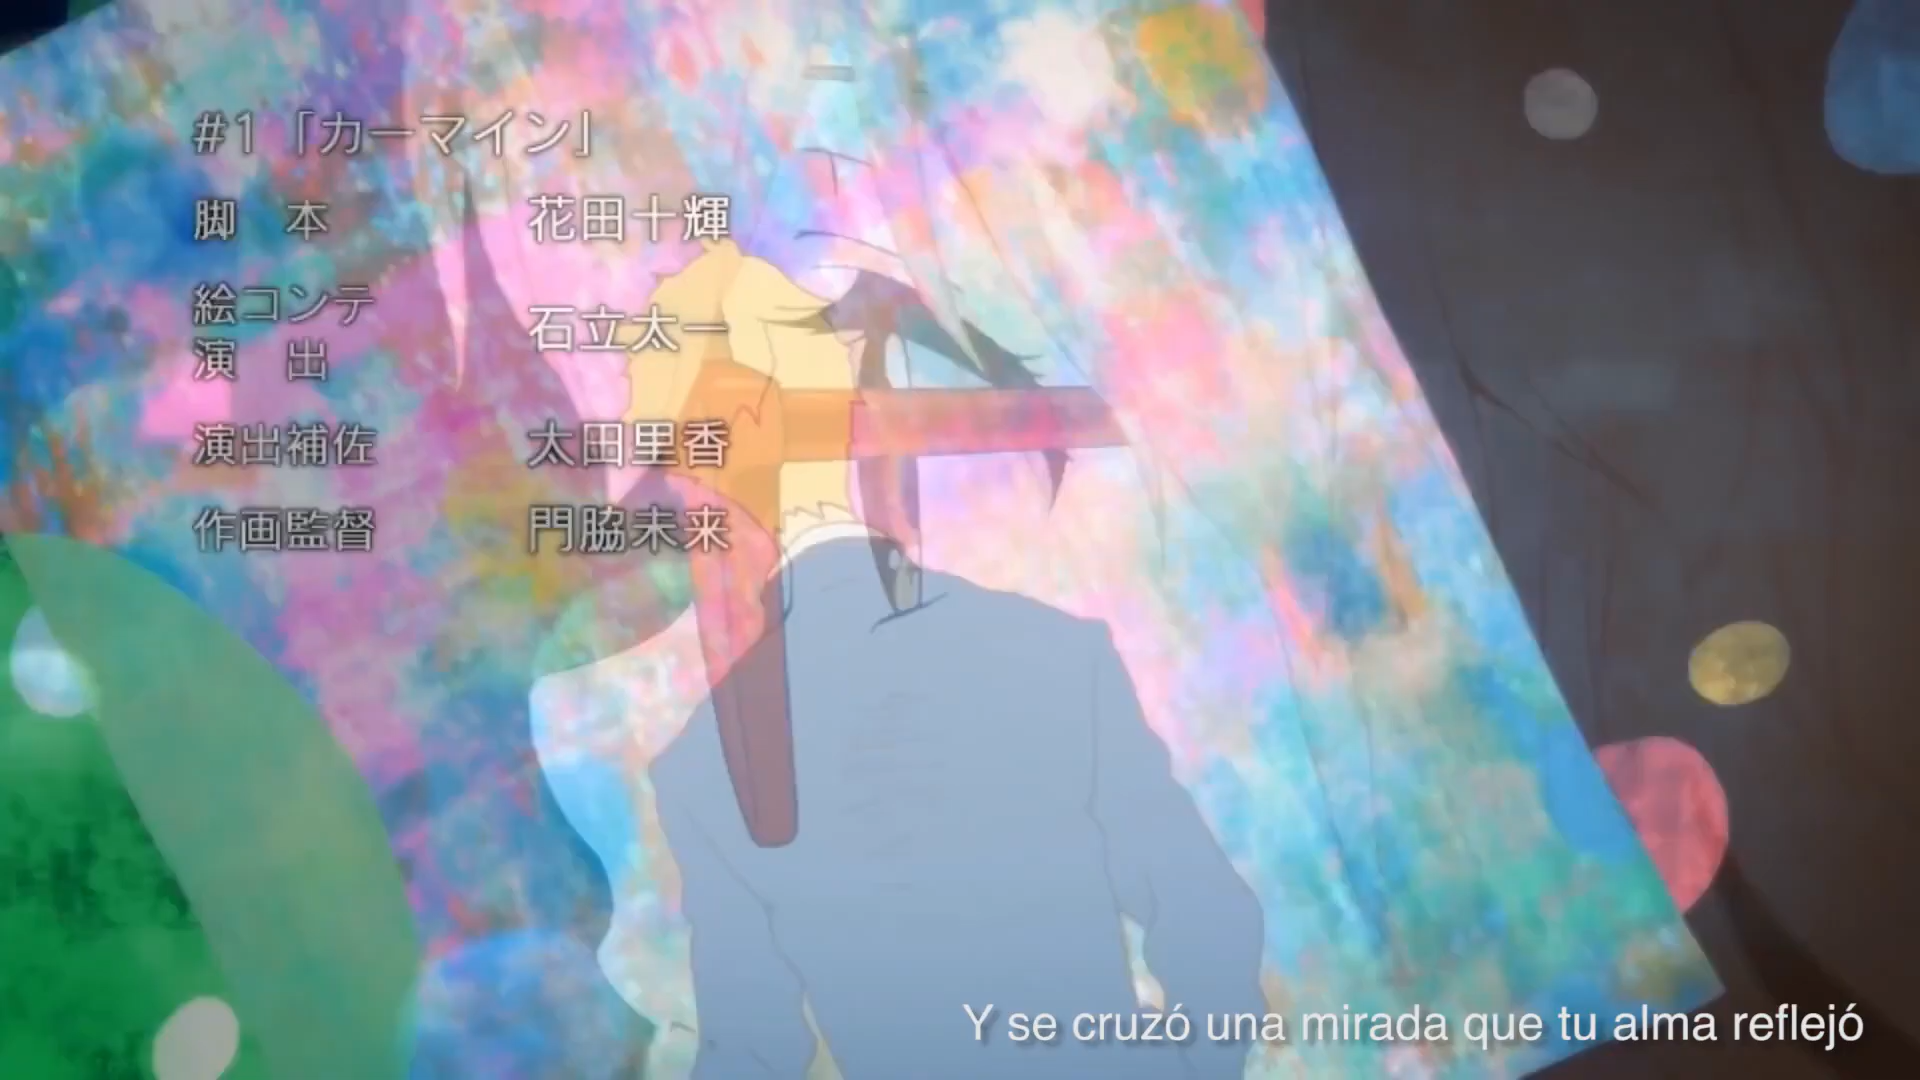 #1「カーマイン」
脚 本 花田十輝
絵コンテ
演 出 石立太一
演出補佐 太田里香
作画監督 門脇未来
Y se cruzó una mirada que tu alma reflejó